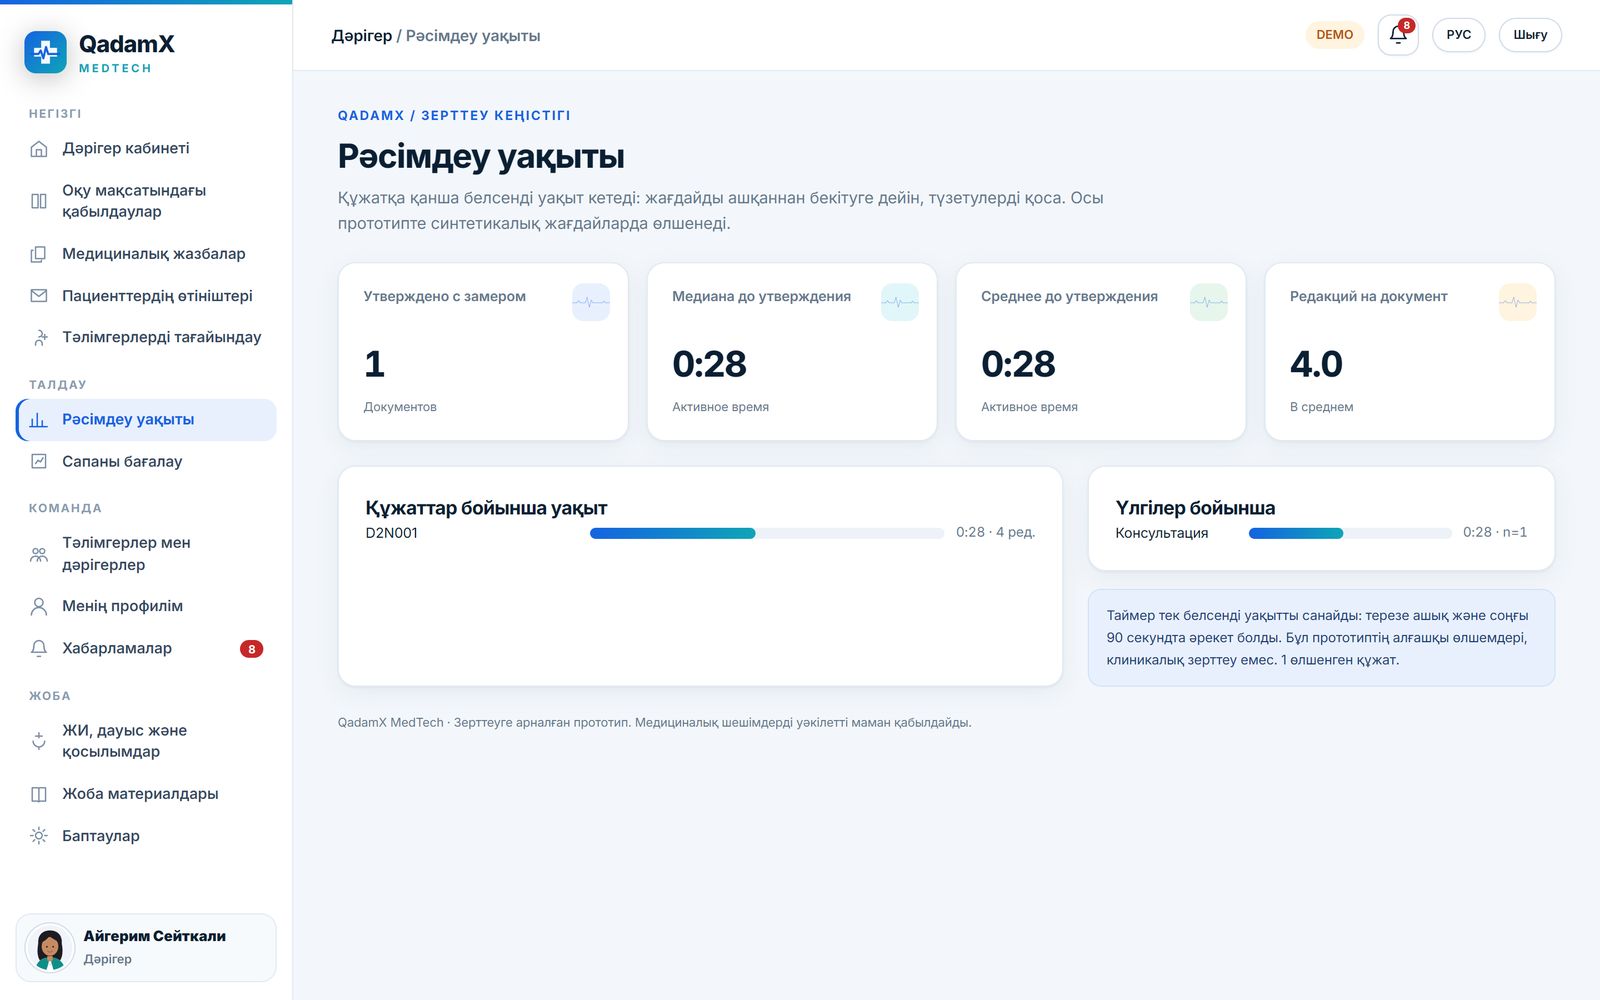 QadamX
MEDTECH
НЕГІЗГІ
Дәрігер кабинеті
Оқу мақсатындағы
қабылдаулар
Медициналық жазбалар
Пациенттердің өтініштері
Тәлімгерлерді тағайындау
ТАЛДАУ
Рәсімдеу уақыты
Сапаны бағалау
КОМАНДА
Тәлімгерлер мен
дәрігерлер
Менің профилім
Хабарламалар 8
ЖОБА
ЖИ, дауыс және
қосылымдар
Жоба материалдары
Баптаулар
Айгерим Сейткали
Дәрігер
Дәрігер / Рәсімдеу уақыты
DEMO 8 РУС Шығу
QADAMX / ЗЕРТТЕУ КЕҢІСТІГІ
Рәсімдеу уақыты
Құжатқа қанша белсенді уақыт кетеді: жағдайды ашқаннан бекітуге дейін, түзетулерді қоса. Осы
прототипте синтетикалық жағдайларда өлшенеді.
Утверждено с замером
1
Документов
Медиана до утверждения
0:28
Активное время
Среднее до утверждения
0:28
Активное время
Редакций на документ
4.0
В среднем
Құжаттар бойынша уақыт
D2N001 0:28 · 4 ред.
Үлгілер бойынша
Консультация 0:28 · n=1
Таймер тек белсенді уақытты санайды: терезе ашық және соңғы
90 секундта әрекет болды. Бұл прототиптің алғашқы өлшемдері,
клиникалық зерттеу емес. 1 өлшенген құжат.
QadamX MedTech · Зерттеуге арналған прототип. Медициналық шешімдерді уәкілетті маман қабылдайды.